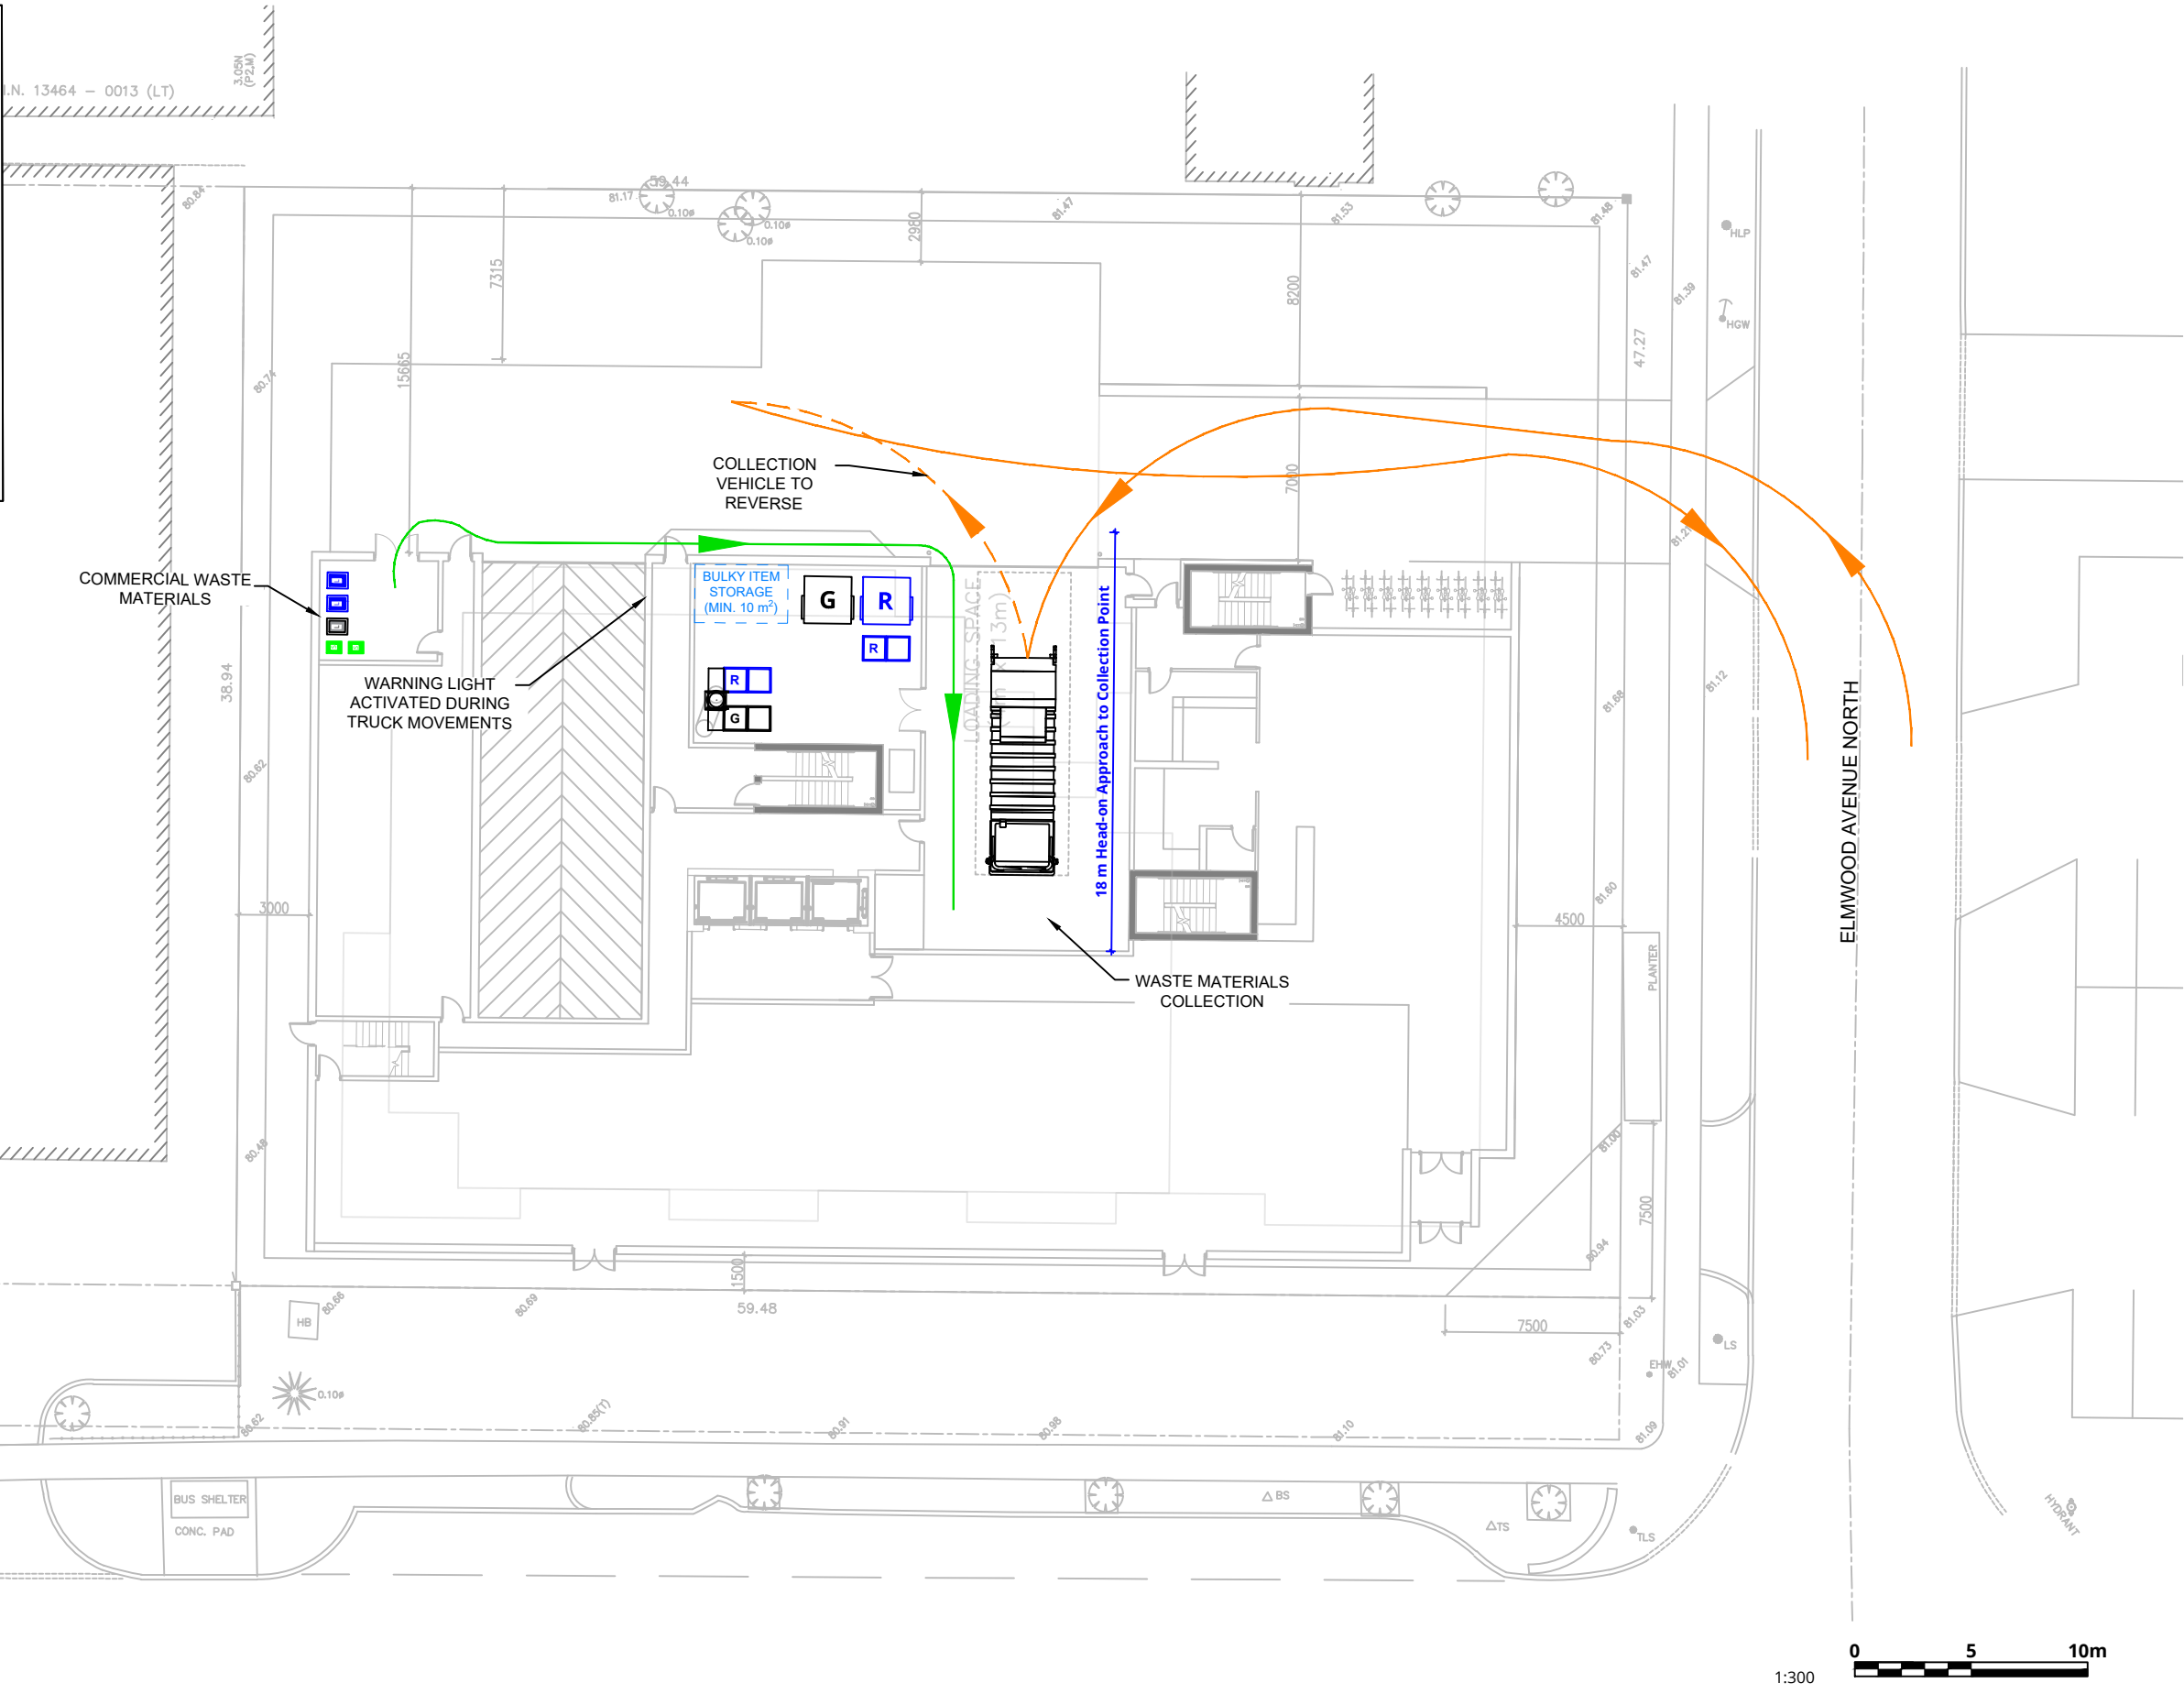 3.05N
(P2,M)
I.N. 13464 – 0013 (LT)
59.44
80.84
81.17
0.10ø
0.10ø
0.10ø
2980
81.47
81.53
81.48
HLP
81.47
81.39
HGW
7315
8200
47.27
15665
80.74
COLLECTION
VEHICLE TO
REVERSE
7000
81.21
COMMERCIAL WASTE
MATERIALS
BULKY ITEM
STORAGE
(MIN. 10 m²)
G
R
R
LOADING SPACE
13m)
18 m Head-on Approach to Collection Point
38.94
WARNING LIGHT
ACTIVATED DURING
TRUCK MOVEMENTS
R
G
81.68
81.12
ELMWOOD AVENUE NORTH
80.62
81.60
3000
4500
PLANTER
WASTE MATERIALS
COLLECTION
80.48
81.00
7500
80.94
1500
59.48
80.66
80.69
HB
7500
81.03
80.73
LS
EHW
81.01
0.10ø
80.62
80.85(T)
80.91
80.98
81.10
81.09
BUS SHELTER
CONC. PAD
BS
TS
TLS
HYDRANT
0 5 10m
1:300